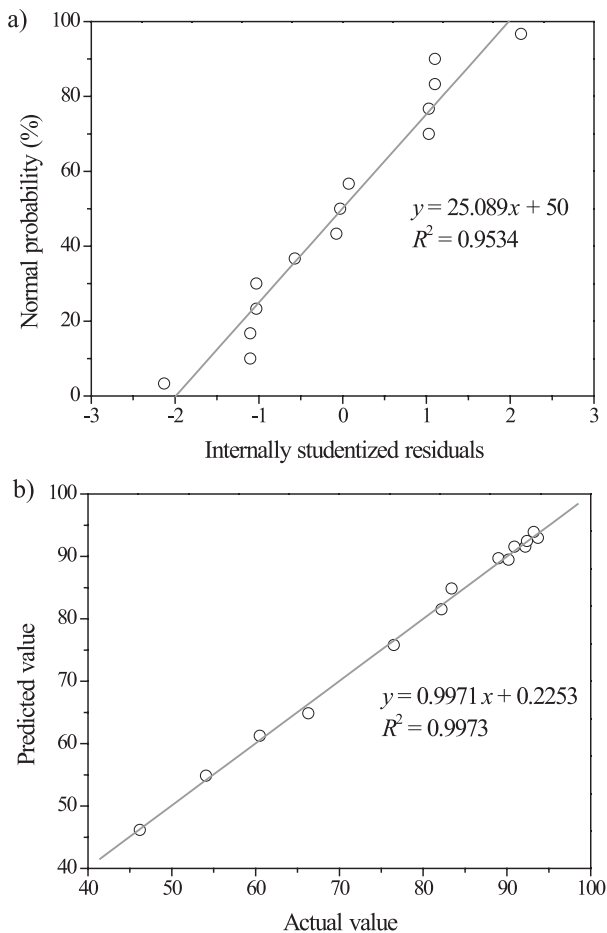 a)
100
80
60
40
20
0
Normal probability (%)
y = 25.089x + 50
R² = 0.9534
-3 -2 -1 0 1 2 3
Internally studentized residuals
b)
100
90
80
70
60
50
40
Predicted value
y = 0.9971x + 0.2253
R² = 0.9973
40 50 60 70 80 90 100
Actual value